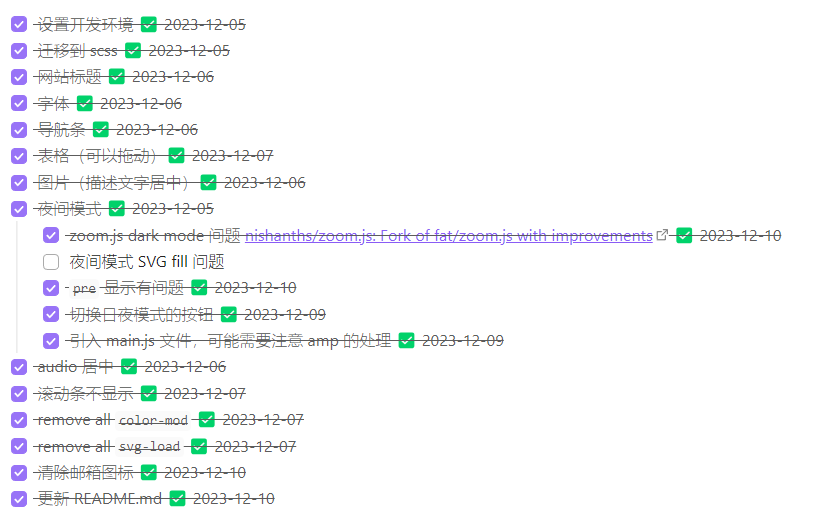 设置开发环境 ✅ 2023-12-05
迁移到 scss ✅ 2023-12-05
网站标题 ✅ 2023-12-06
字体 ✅ 2023-12-06
导航条 ✅ 2023-12-06
表格（可以拖动） ✅ 2023-12-07
图片（描述文字居中） ✅ 2023-12-06
夜间模式 ✅ 2023-12-05
zoom.js dark mode 问题 nishanths/zoom.js: Fork of fat/zoom.js with improvements ✅ 2023-12-10
夜间模式 SVG fill 问题
pre 显示有问题 ✅ 2023-12-10
切换日夜模式的按钮 ✅ 2023-12-09
引入 main.js 文件，可能需要注意 amp 的处理 ✅ 2023-12-09
audio 居中 ✅ 2023-12-06
滚动条不显示 ✅ 2023-12-07
remove all color-mod ✅ 2023-12-07
remove all svg-load ✅ 2023-12-07
清除邮箱图标 ✅ 2023-12-10
更新 README.md ✅ 2023-12-10